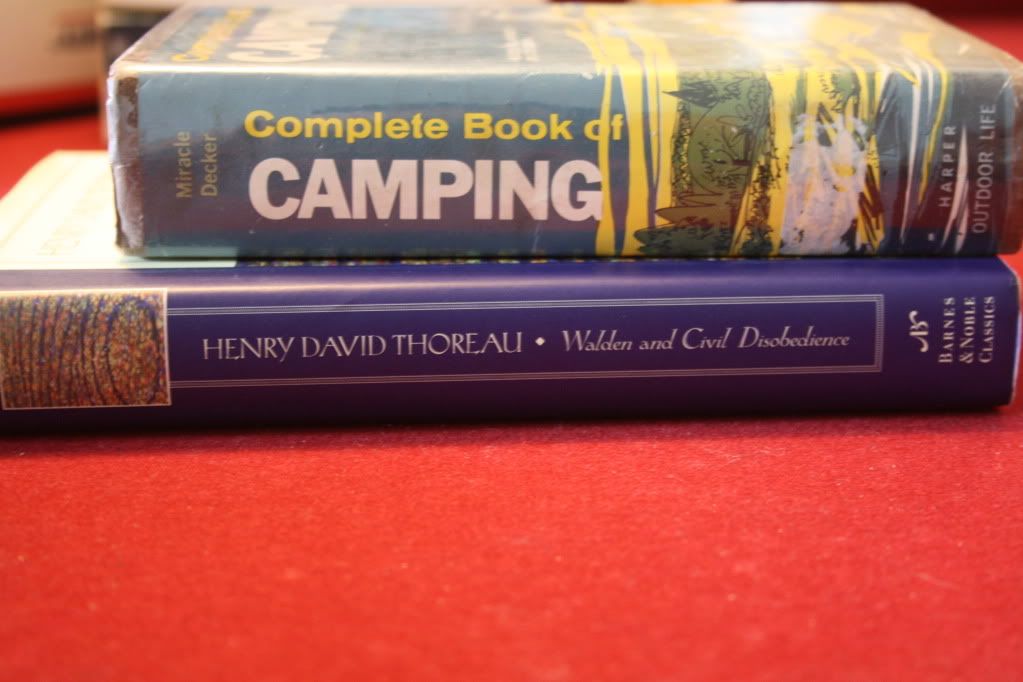 CAMP
Miracle
Decker
Complete Book of
CAMPING
HARPER
OUTDOOR LIFE
HENRY DAVID THOREAU • Walden and Civil Disobedience
BARNES
& NOBLE
CLASSICS